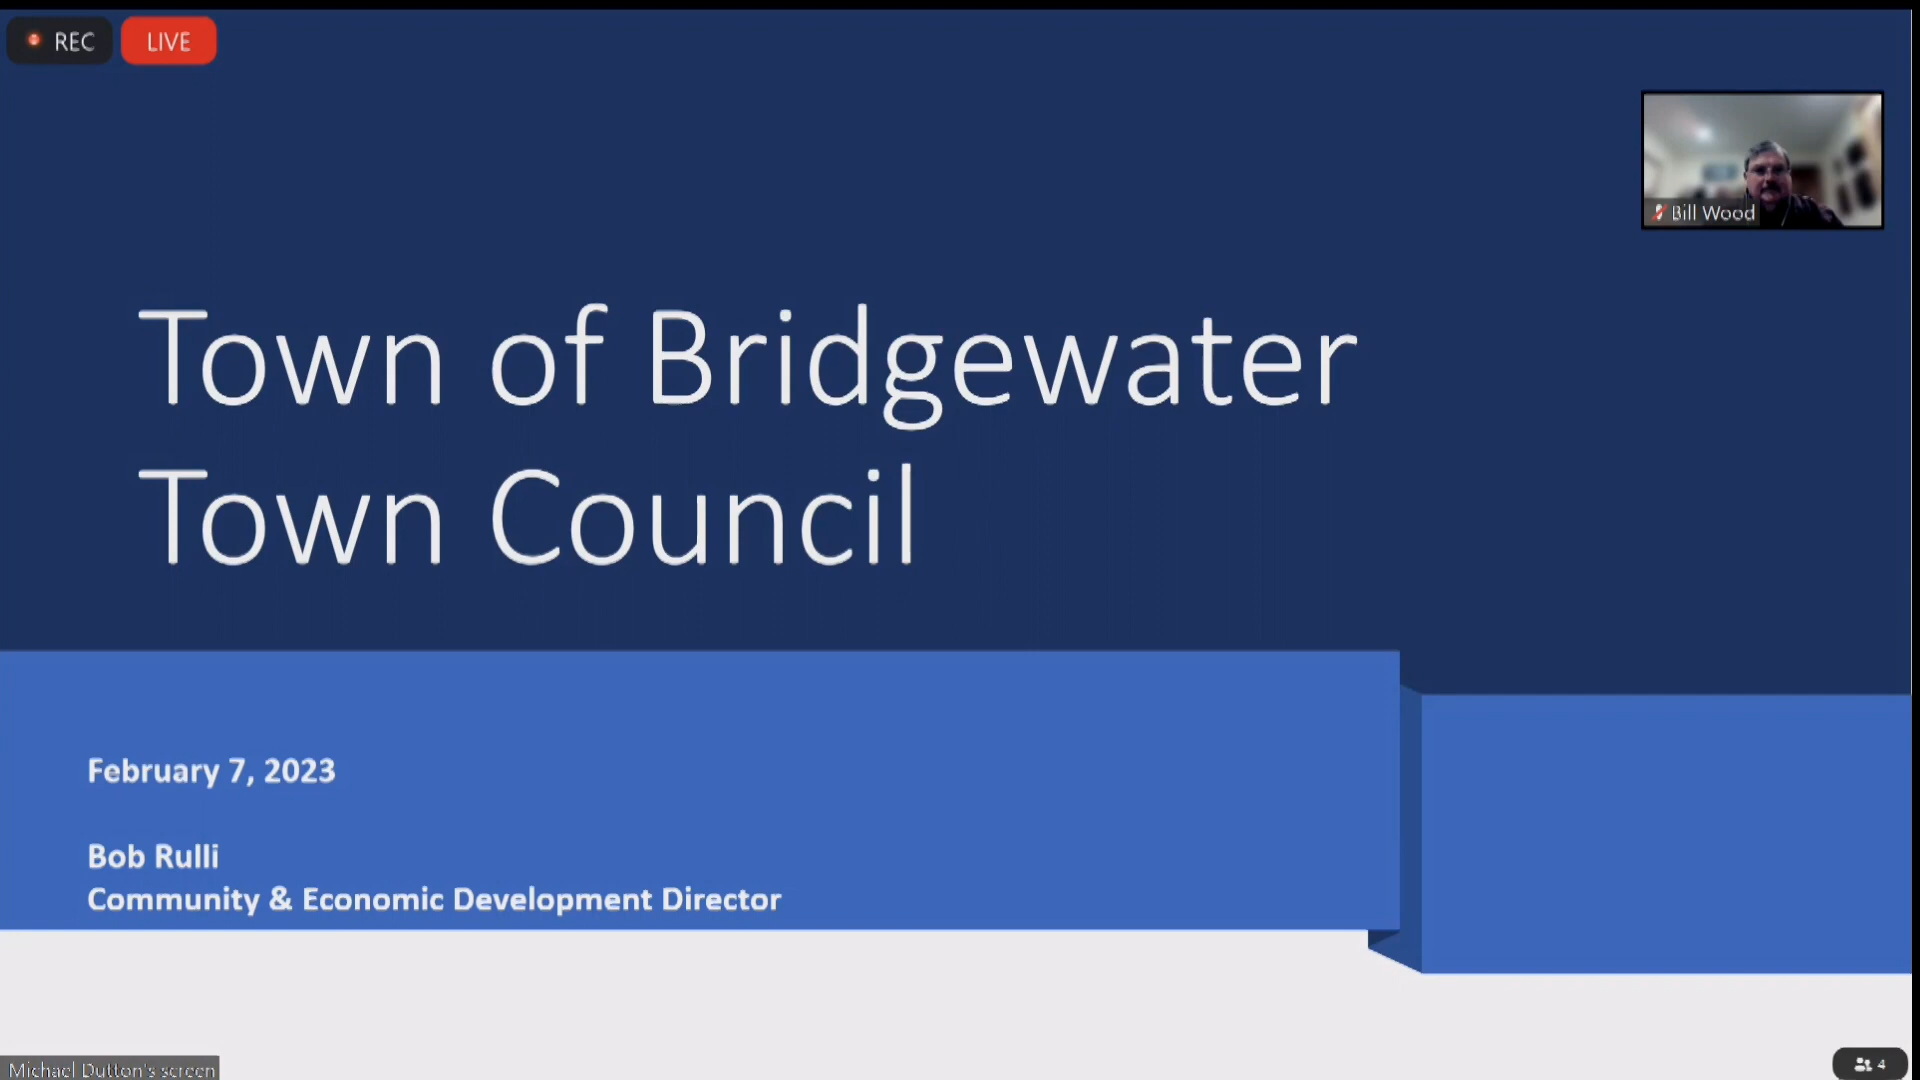 REC
LIVE
Bill Wood
Town of Bridgewater
Town Council
February 7, 2023
Bob Rulli
Community & Economic Development Director
Michael Dutton's screen
4